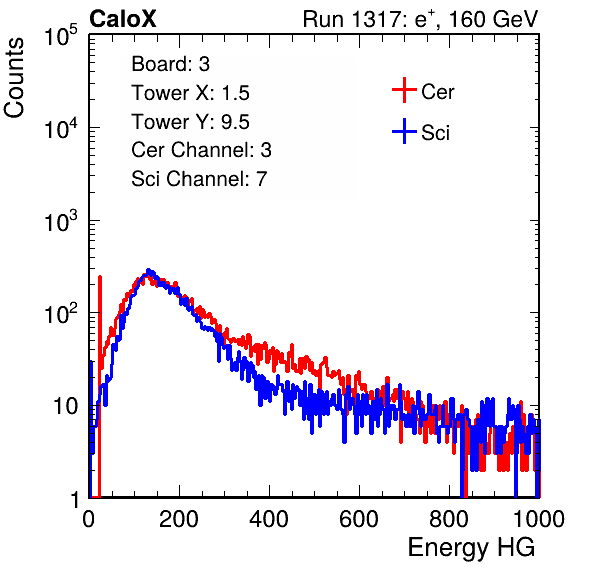 CaloX
Run 1317: e⁺, 160 GeV
Counts
10⁵
10⁴
10³
10²
10
1
Board: 3
Tower X: 1.5
Tower Y: 9.5
Cer Channel: 3
Sci Channel: 7
Cer
Sci
0 200 400 600 800 1000
Energy HG